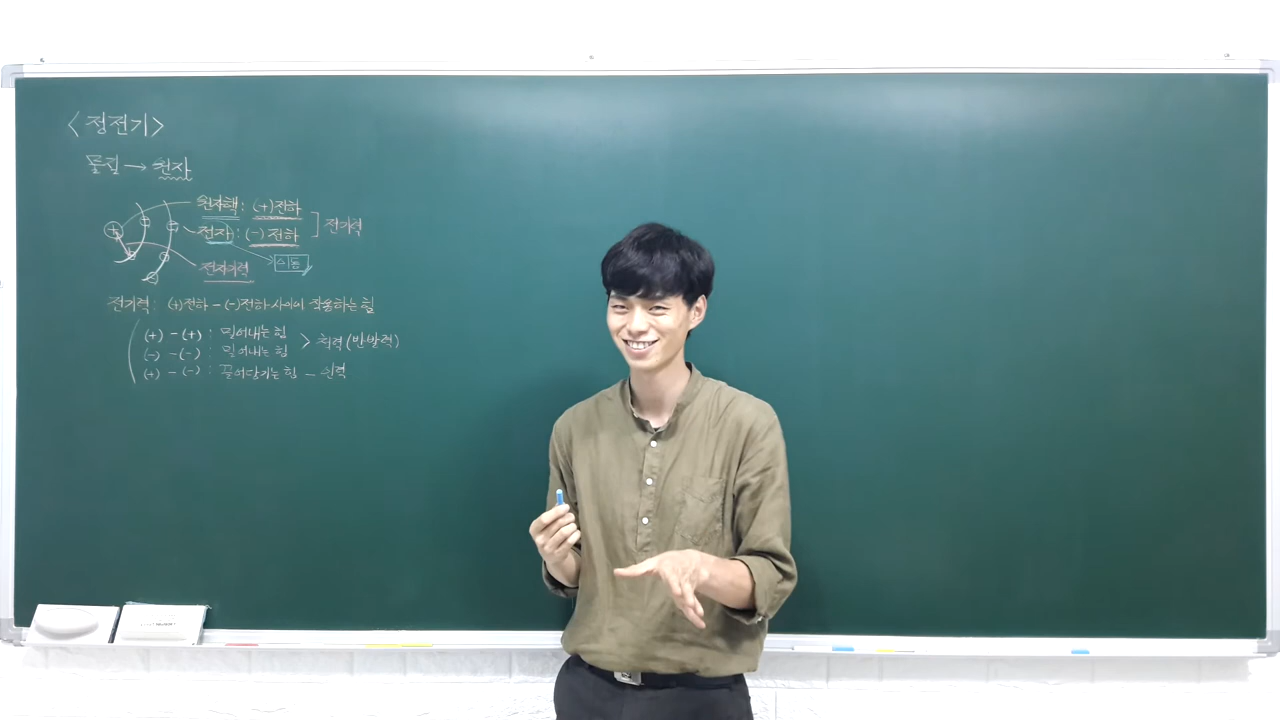 <정전기>
물질 → 원자
원자핵: (+)전하
전자: (-)전하
] 전기력
이동
전자기력
전기력: (+)전하 - (-)전하 사이에 작용하는 힘
(+) - (+) : 밀어내는 힘
(-) - (-) : 밀어내는 힘
> 척력(반발력)
(+) - (-) : 끌어당기는 힘 - 인력